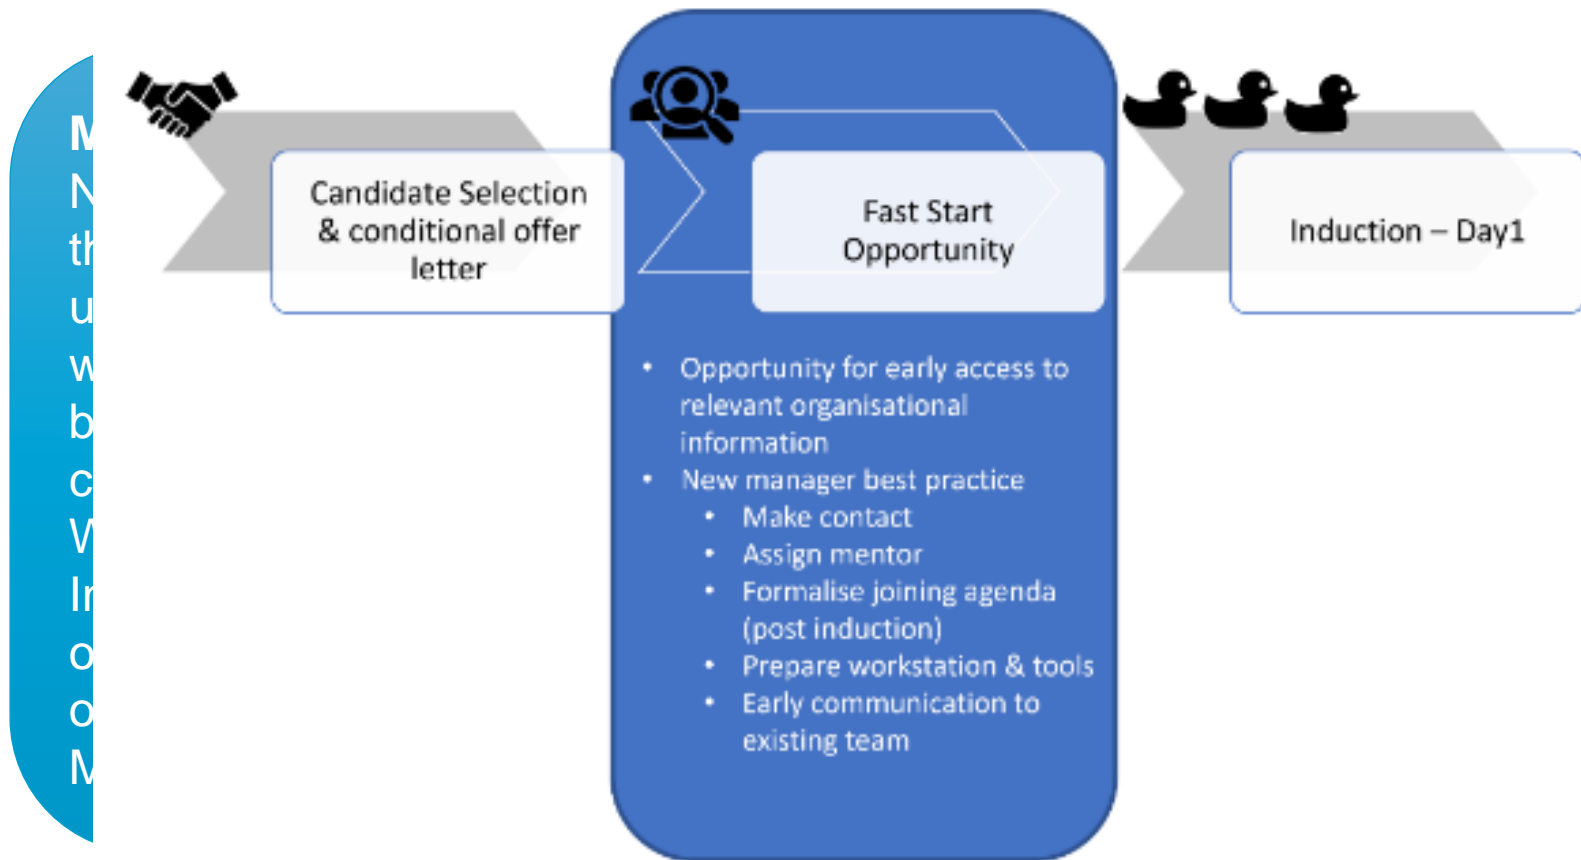 Candidate Selection
& conditional offer
letter
Fast Start
Opportunity
Induction – Day1
• Opportunity for early access to
relevant organisational
information
• New manager best practice
• Make contact
• Assign mentor
• Formalise joining agenda
(post induction)
• Prepare workstation & tools
• Early communication to
existing team